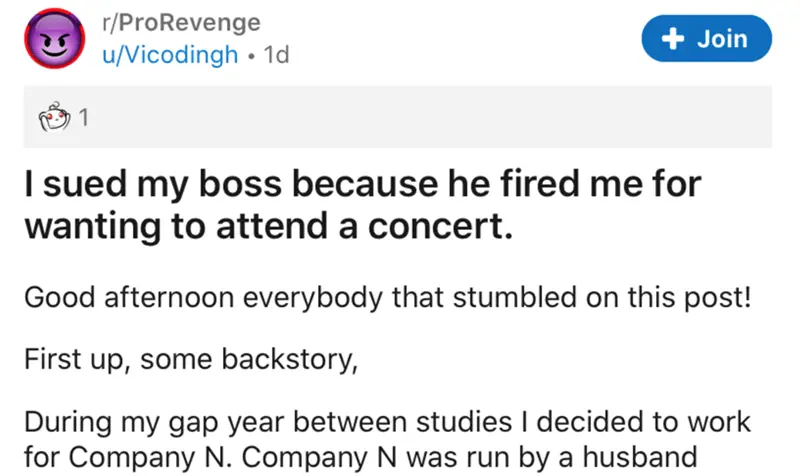 r/ProRevenge
u/Vicodingh • 1d
+ Join
1
I sued my boss because he fired me for
wanting to attend a concert.
Good afternoon everybody that stumbled on this post!
First up, some backstory,
During my gap year between studies I decided to work
for Company N. Company N was run by a husband